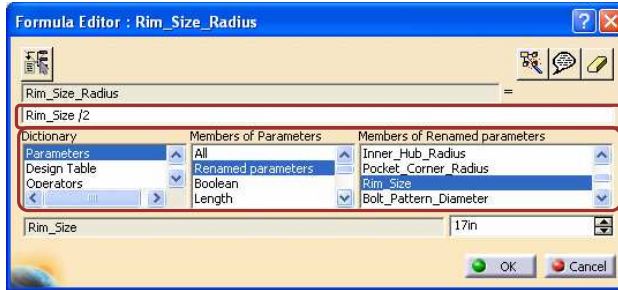 Formula Editor : Rim_Size_Radius
Rim_Size_Radius =
Rim_Size /2
Dictionary Members of Parameters Members of Renamed parameters
Parameters All Inner_Hub_Radius
Design Table Renamed parameters Pocket_Corner_Radius
Operators Boolean Rim_Size
Length Bolt_Pattern_Diameter
Rim_Size 17in
OK Cancel